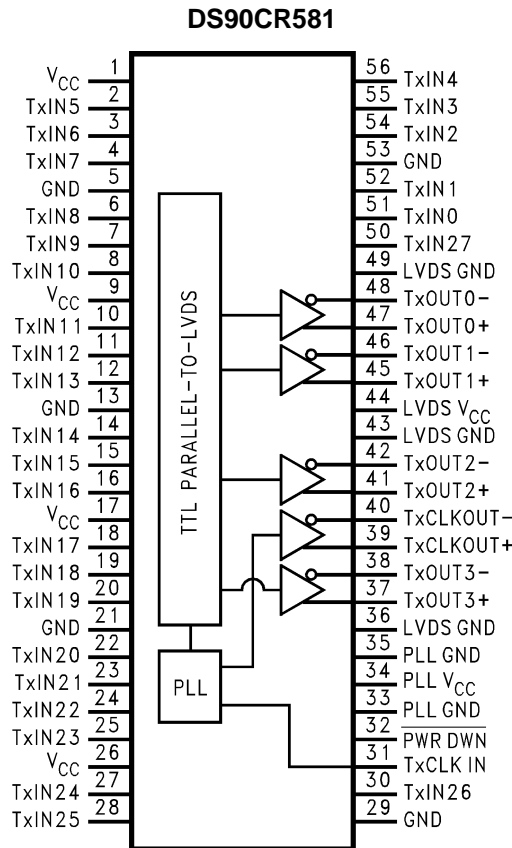 DS90CR581
VCC 1
TxIN5 2
TxIN6 3
TxIN7 4
GND 5
TxIN8 6
TxIN9 7
TxIN10 8
VCC 9
TxIN11 10
TxIN12 11
TxIN13 12
GND 13
TxIN14 14
TxIN15 15
TxIN16 16
VCC 17
TxIN17 18
TxIN18 19
TxIN19 20
GND 21
TxIN20 22
TxIN21 23
TxIN22 24
TxIN23 25
VCC 26
TxIN24 27
TxIN25 28
TTL PARALLEL-TO-LVDS
PLL
56 TxIN4
55 TxIN3
54 TxIN2
53 GND
52 TxIN1
51 TxIN0
50 TxIN27
49 LVDS GND
48 TxOUT0-
47 TxOUT0+
46 TxOUT1-
45 TxOUT1+
44 LVDS VCC
43 LVDS GND
42 TxOUT2-
41 TxOUT2+
40 TxCLKOUT-
39 TxCLKOUT+
38 TxOUT3-
37 TxOUT3+
36 LVDS GND
35 PLL GND
34 PLL VCC
33 PLL GND
32 PWR DWN
31 TxCLK IN
30 TxIN26
29 GND